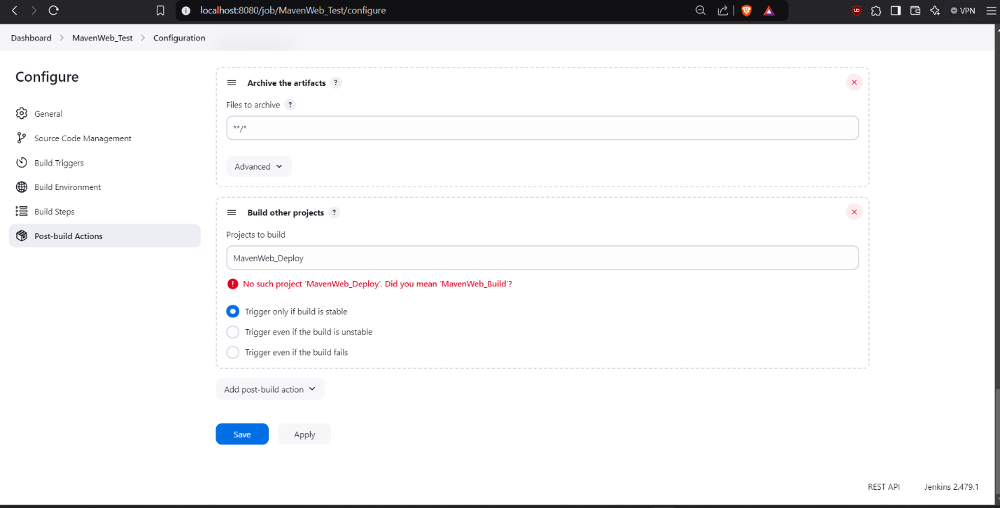 localhost:8080/job/MavenWeb_Test/configure
UD
VPN
Dashboard > MavenWeb_Test > Configuration
Configure
General
Source Code Management
Build Triggers
Build Environment
Build Steps
Post-build Actions
Archive the artifacts ?
Files to archive ?
**/*
Advanced
Build other projects ?
Projects to build
MavenWeb_Deploy
No such project ‘MavenWeb_Deploy’. Did you mean ‘MavenWeb_Build’?
Trigger only if build is stable
Trigger even if the build is unstable
Trigger even if the build fails
Add post-build action
Save
Apply
REST API
Jenkins 2.479.1